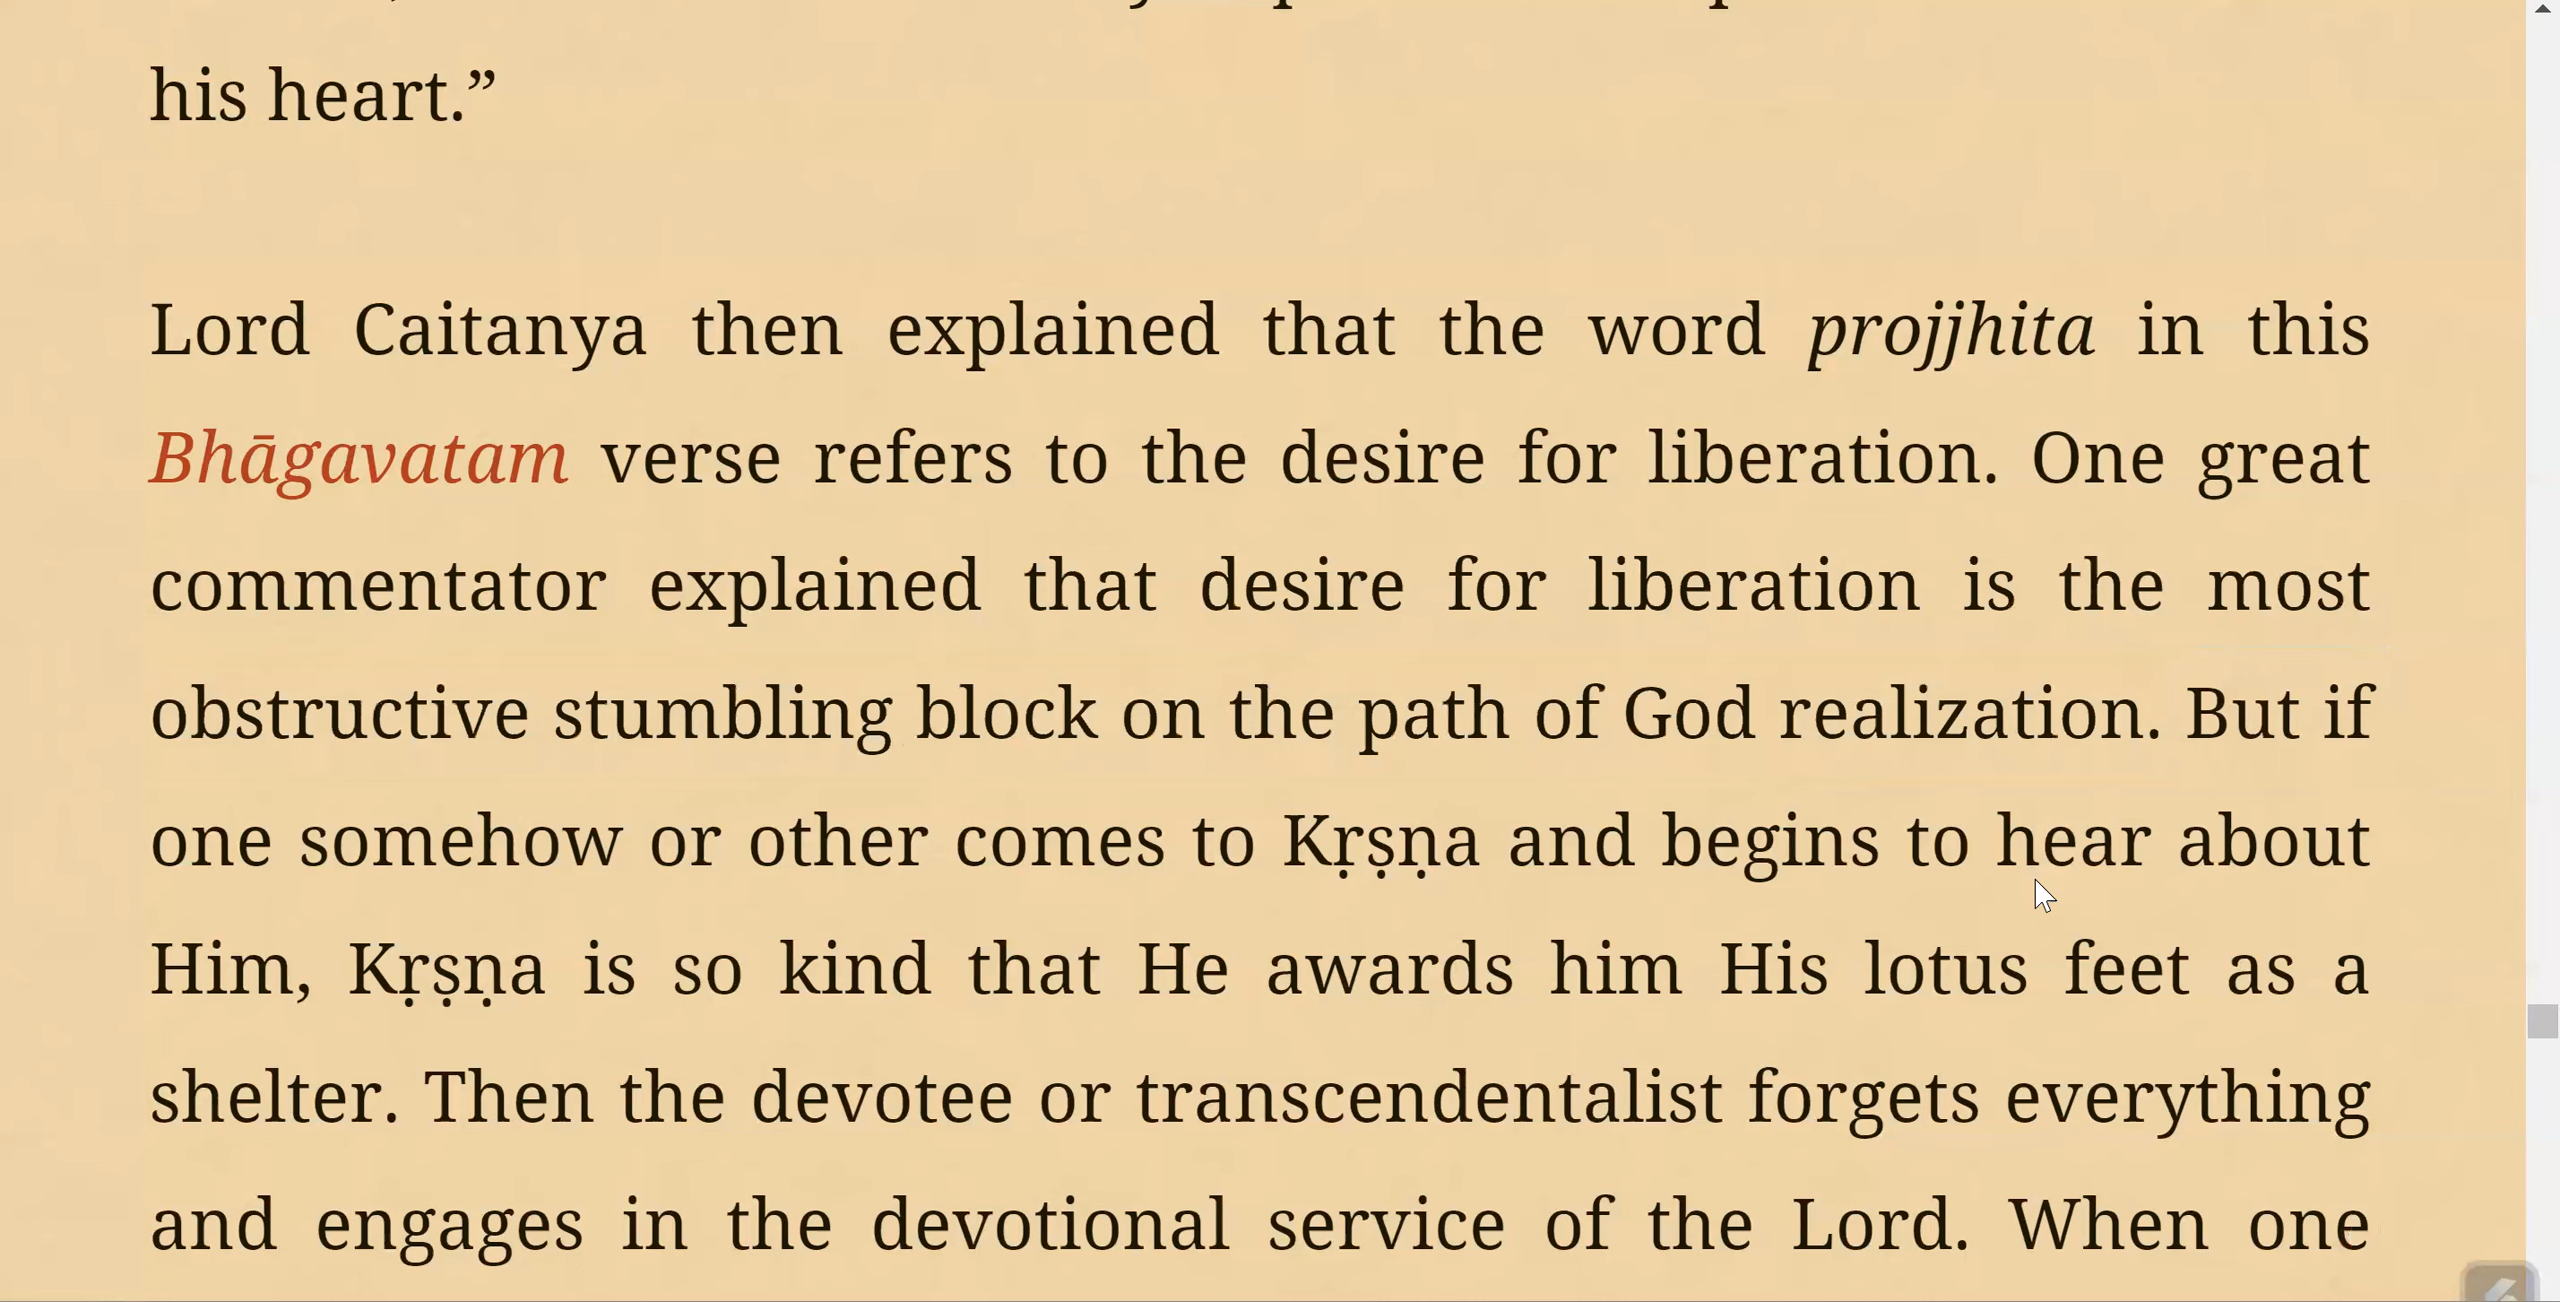 his heart.”
Lord Caitanya then explained that the word projjhita in this
Bhāgavatam verse refers to the desire for liberation. One great
commentator explained that desire for liberation is the most
obstructive stumbling block on the path of God realization. But if
one somehow or other comes to Kṛṣṇa and begins to hear about
Him, Kṛṣṇa is so kind that He awards him His lotus feet as a
shelter. Then the devotee or transcendentalist forgets everything
and engages in the devotional service of the Lord. When one